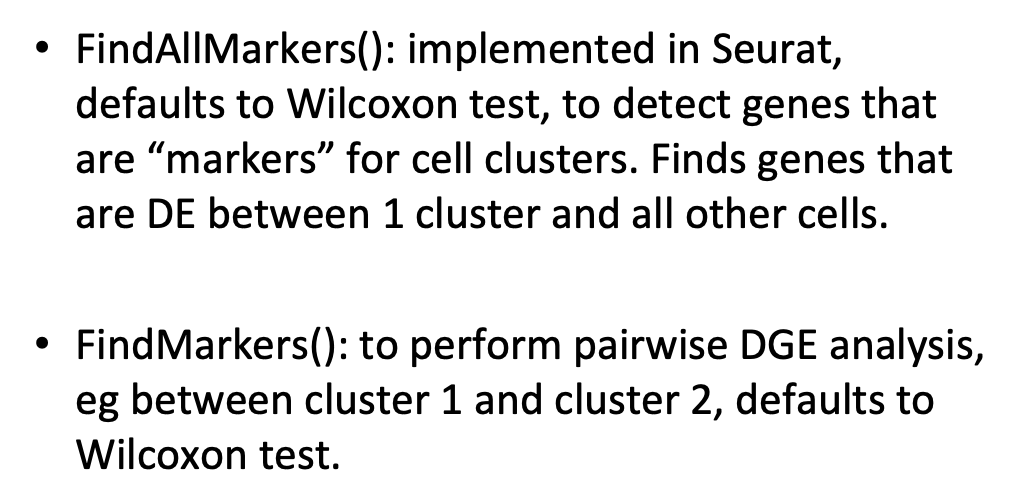 • FindAllMarkers(): implemented in Seurat,
defaults to Wilcoxon test, to detect genes that
are “markers” for cell clusters. Finds genes that
are DE between 1 cluster and all other cells.
• FindMarkers(): to perform pairwise DGE analysis,
eg between cluster 1 and cluster 2, defaults to
Wilcoxon test.